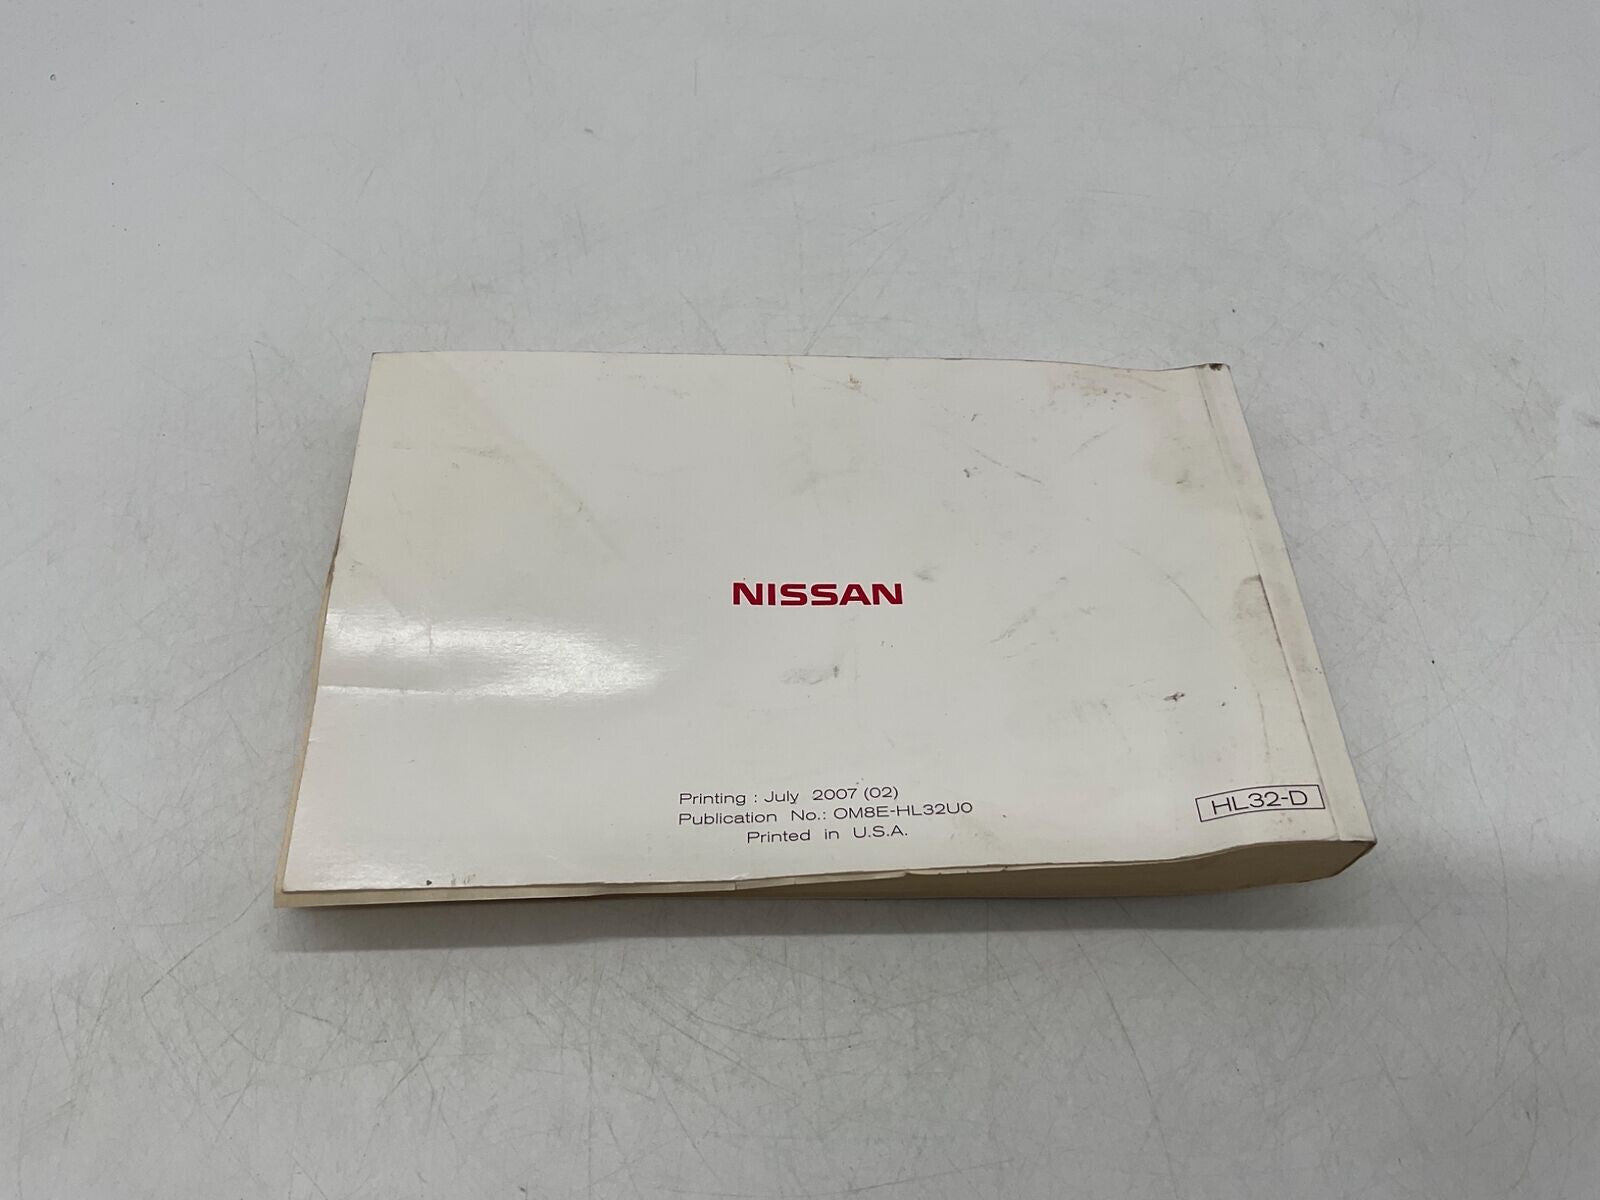 NISSAN
Printing : July 2007 (02)
Publication No.: OM8E-HL32U0
Printed in U.S.A.
HL32-D